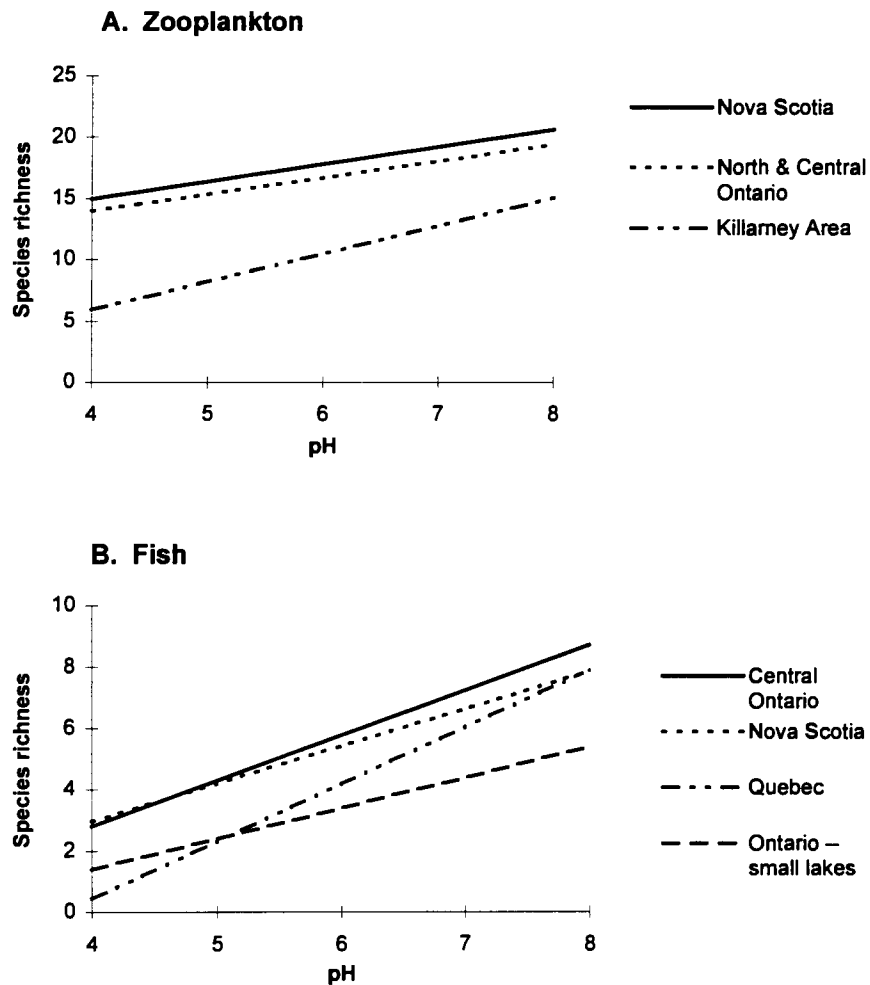 A. Zooplankton
25
20
15
10
5
0
Species richness
4 5 6 7 8
pH
Nova Scotia
North & Central
Ontario
Killarney Area
B. Fish
10
8
6
4
2
0
Species richness
4 5 6 7 8
pH
Central
Ontario
Nova Scotia
Quebec
Ontario –
small lakes